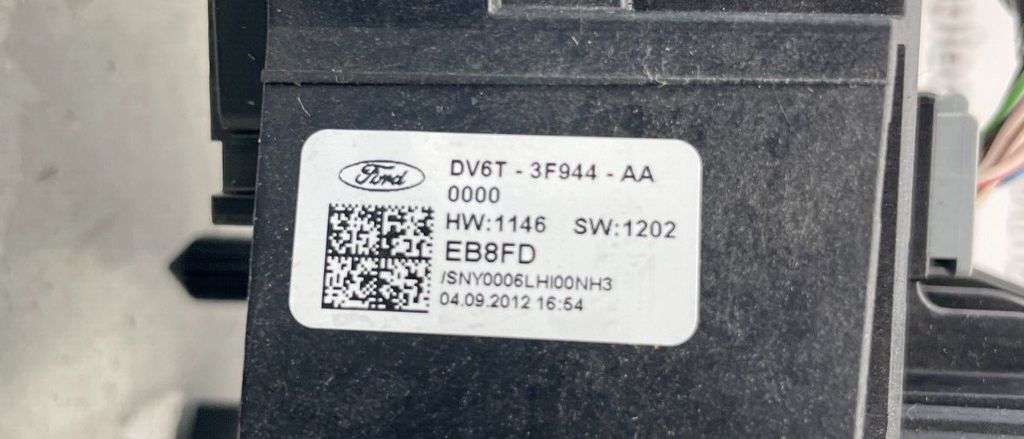 Ford
DV6T - 3F944 - AA
0000
HW:1146 SW:1202
EB8FD
/SNY0006LHI00NH3
04.09.2012 16:54